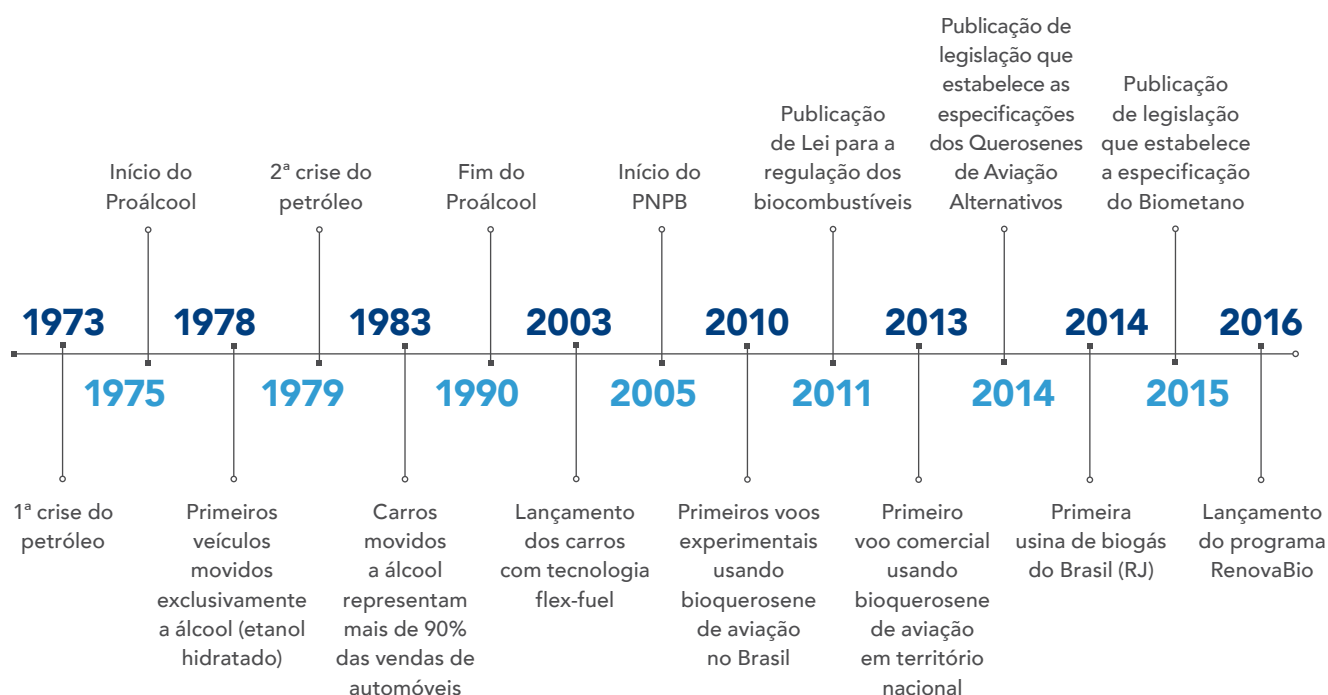 Publicação de
legislação que
estabelece as
especificações
dos Querosenes
de Aviação
Alternativos
Publicação
de legislação
que estabelece
a especificação
do Biometano
Publicação
de Lei para a
regulação dos
biocombustíveis
Início do
Proálcool
2ª crise do
petróleo
Fim do
Proálcool
Início do
PNPB
1973 1978 1983 2003 2010 2013 2014 2016
1975 1979 1990 2005 2011 2014 2015
1ª crise do
petróleo
Primeiros
veículos
movidos
exclusivamente
a álcool (etanol
hidratado)
Carros
movidos
a álcool
representam
mais de 90%
das vendas de
automóveis
Lançamento
dos carros
com tecnologia
flex-fuel
Primeiros voos
experimentais
usando
bioquerosene
de aviação
no Brasil
Primeiro
voo comercial
usando
bioquerosene
de aviação
em território
nacional
Primeira
usina de biogás
do Brasil (RJ)
Lançamento
do programa
RenovaBio